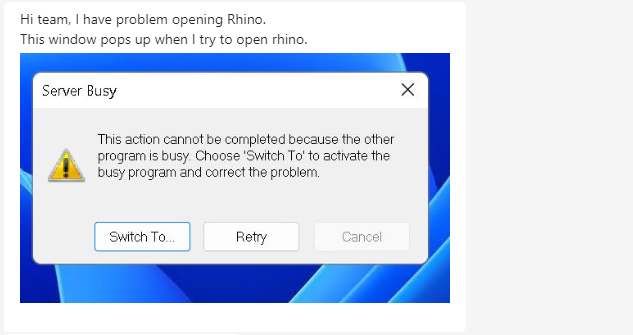 Hi team, I have problem opening Rhino.
This window pops up when I try to open rhino.
Server Busy
This action cannot be completed because the other
program is busy. Choose 'Switch To' to activate the
busy program and correct the problem.
Switch To...
Retry
Cancel